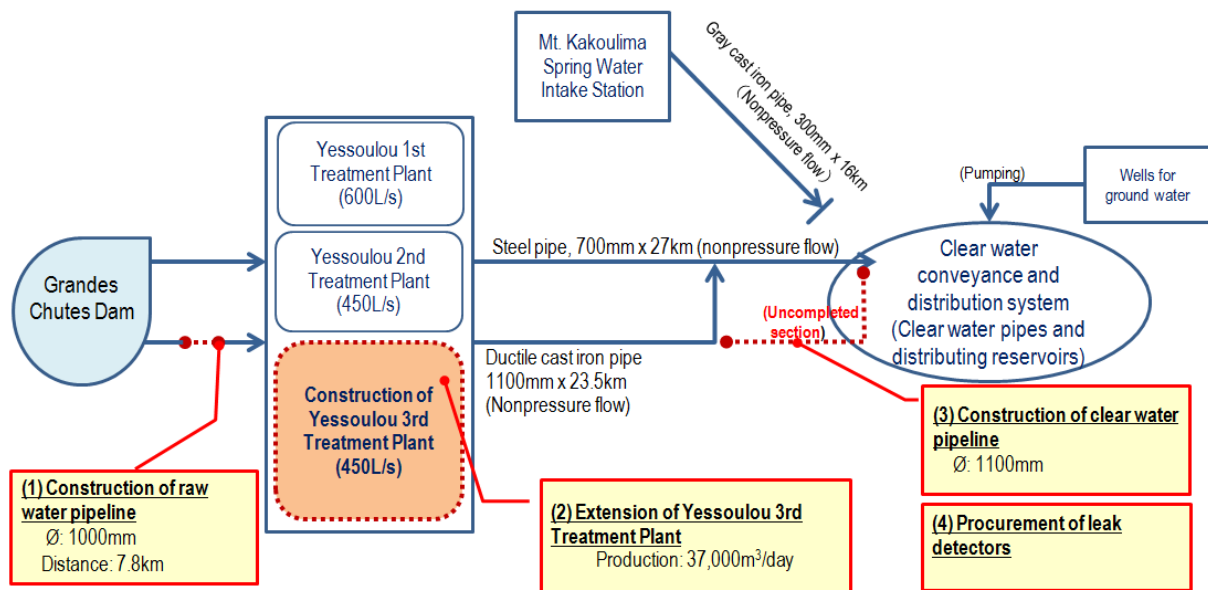 Mt. Kakoulima
Spring Water
Intake Station
Gray cast iron pipe, 300mm x 16km
(Nonpressure flow)
(Pumping)
Wells for
ground water
Yessoulou 1st
Treatment Plant
(600L/s)
Yessoulou 2nd
Treatment Plant
(450L/s)
Construction of
Yessoulou 3rd
Treatment Plant
(450L/s)
Grandes
Chutes Dam
Steel pipe, 700mm x 27km (nonpressure flow)
Ductile cast iron pipe
1100mm x 23.5km
(Nonpressure flow)
(Uncompleted
section)
Clear water
conveyance and
distribution system
(Clear water pipes and
distributing reservoirs)
(1) Construction of raw
water pipeline
Ø: 1000mm
Distance: 7.8km
(2) Extension of Yessoulou 3rd
Treatment Plant
Production: 37,000m³/day
(3) Construction of clear water
pipeline
Ø: 1100mm
(4) Procurement of leak
detectors